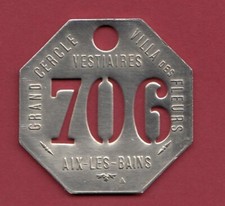 GRAND CERCLE
VILLA DES FLEURS
VESTIAIRES
706
AIX-LES-BAINS